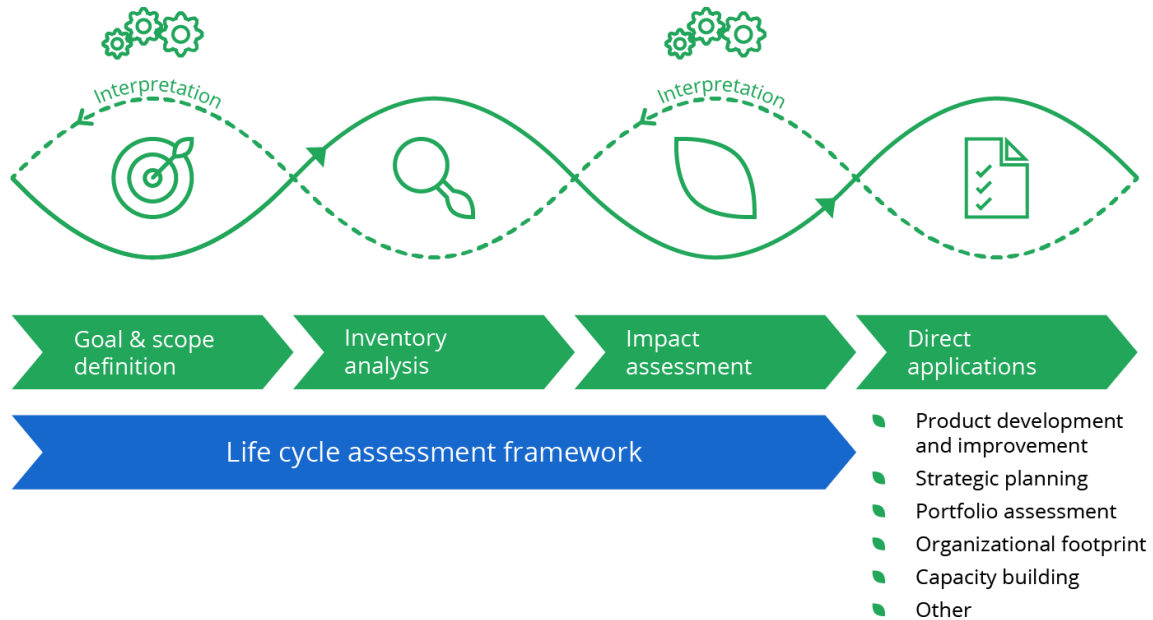 Interpretation
Interpretation
Goal & scope
definition
Inventory
analysis
Impact
assessment
Direct
applications
Life cycle assessment framework
Product development
and improvement
Strategic planning
Portfolio assessment
Organizational footprint
Capacity building
Other